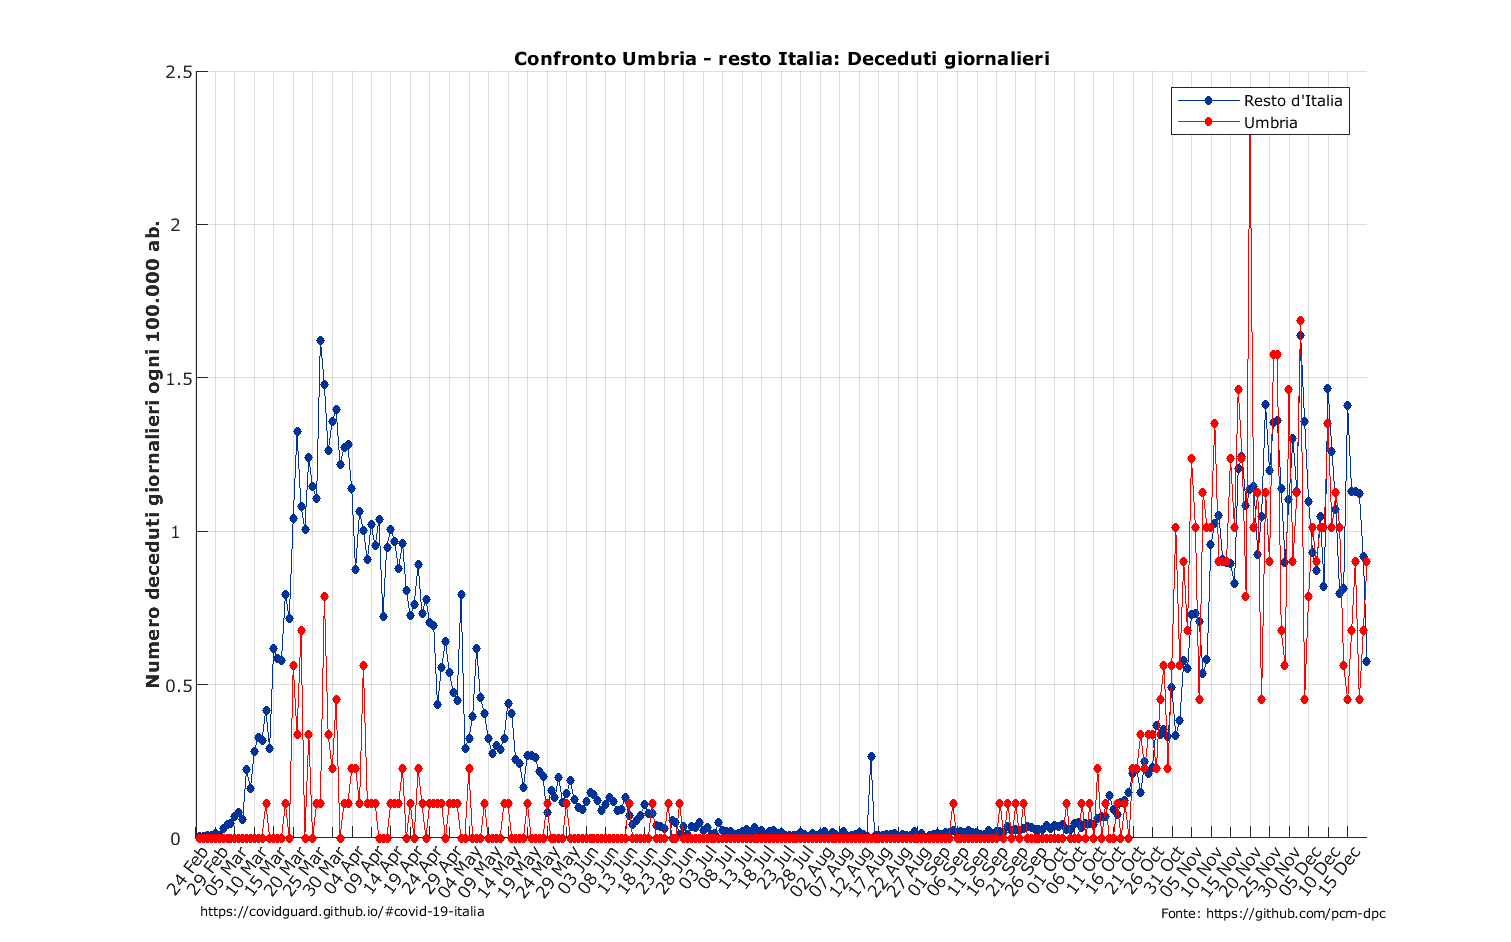 Confronto Umbria - resto Italia: Deceduti giornalieri
Resto d'Italia
Umbria
Numero deceduti giornalieri ogni 100.000 ab.
2.5
2
1.5
1
0.5
0
24 Feb
29 Feb
05 Mar
10 Mar
15 Mar
20 Mar
25 Mar
30 Mar
04 Apr
09 Apr
14 Apr
19 Apr
24 Apr
29 Apr
04 May
09 May
14 May
19 May
24 May
29 May
03 Jun
08 Jun
13 Jun
18 Jun
23 Jun
28 Jun
03 Jul
08 Jul
13 Jul
18 Jul
23 Jul
28 Jul
02 Aug
07 Aug
12 Aug
17 Aug
22 Aug
27 Aug
01 Sep
06 Sep
11 Sep
16 Sep
21 Sep
26 Sep
01 Oct
06 Oct
11 Oct
16 Oct
21 Oct
26 Oct
31 Oct
05 Nov
10 Nov
15 Nov
20 Nov
25 Nov
30 Nov
05 Dec
10 Dec
15 Dec
https://covidguard.github.io/#covid-19-italia
Fonte: https://github.com/pcm-dpc